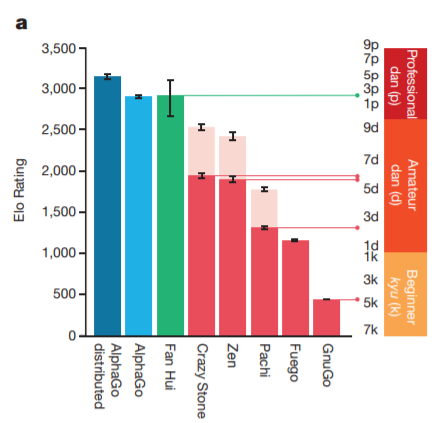 a
Elo Rating
3,500
3,000
2,500
2,000
1,500
1,000
500
0
AlphaGo
distributed
AlphaGo
Fan Hui
Crazy Stone
Zen
Pachi
Fuego
GnuGo
9p
7p
5p
3p
1p
9d
7d
5d
3d
1d
1k
3k
5k
7k
Professional
dan (p)
Amateur
dan (d)
Beginner
kyu (k)